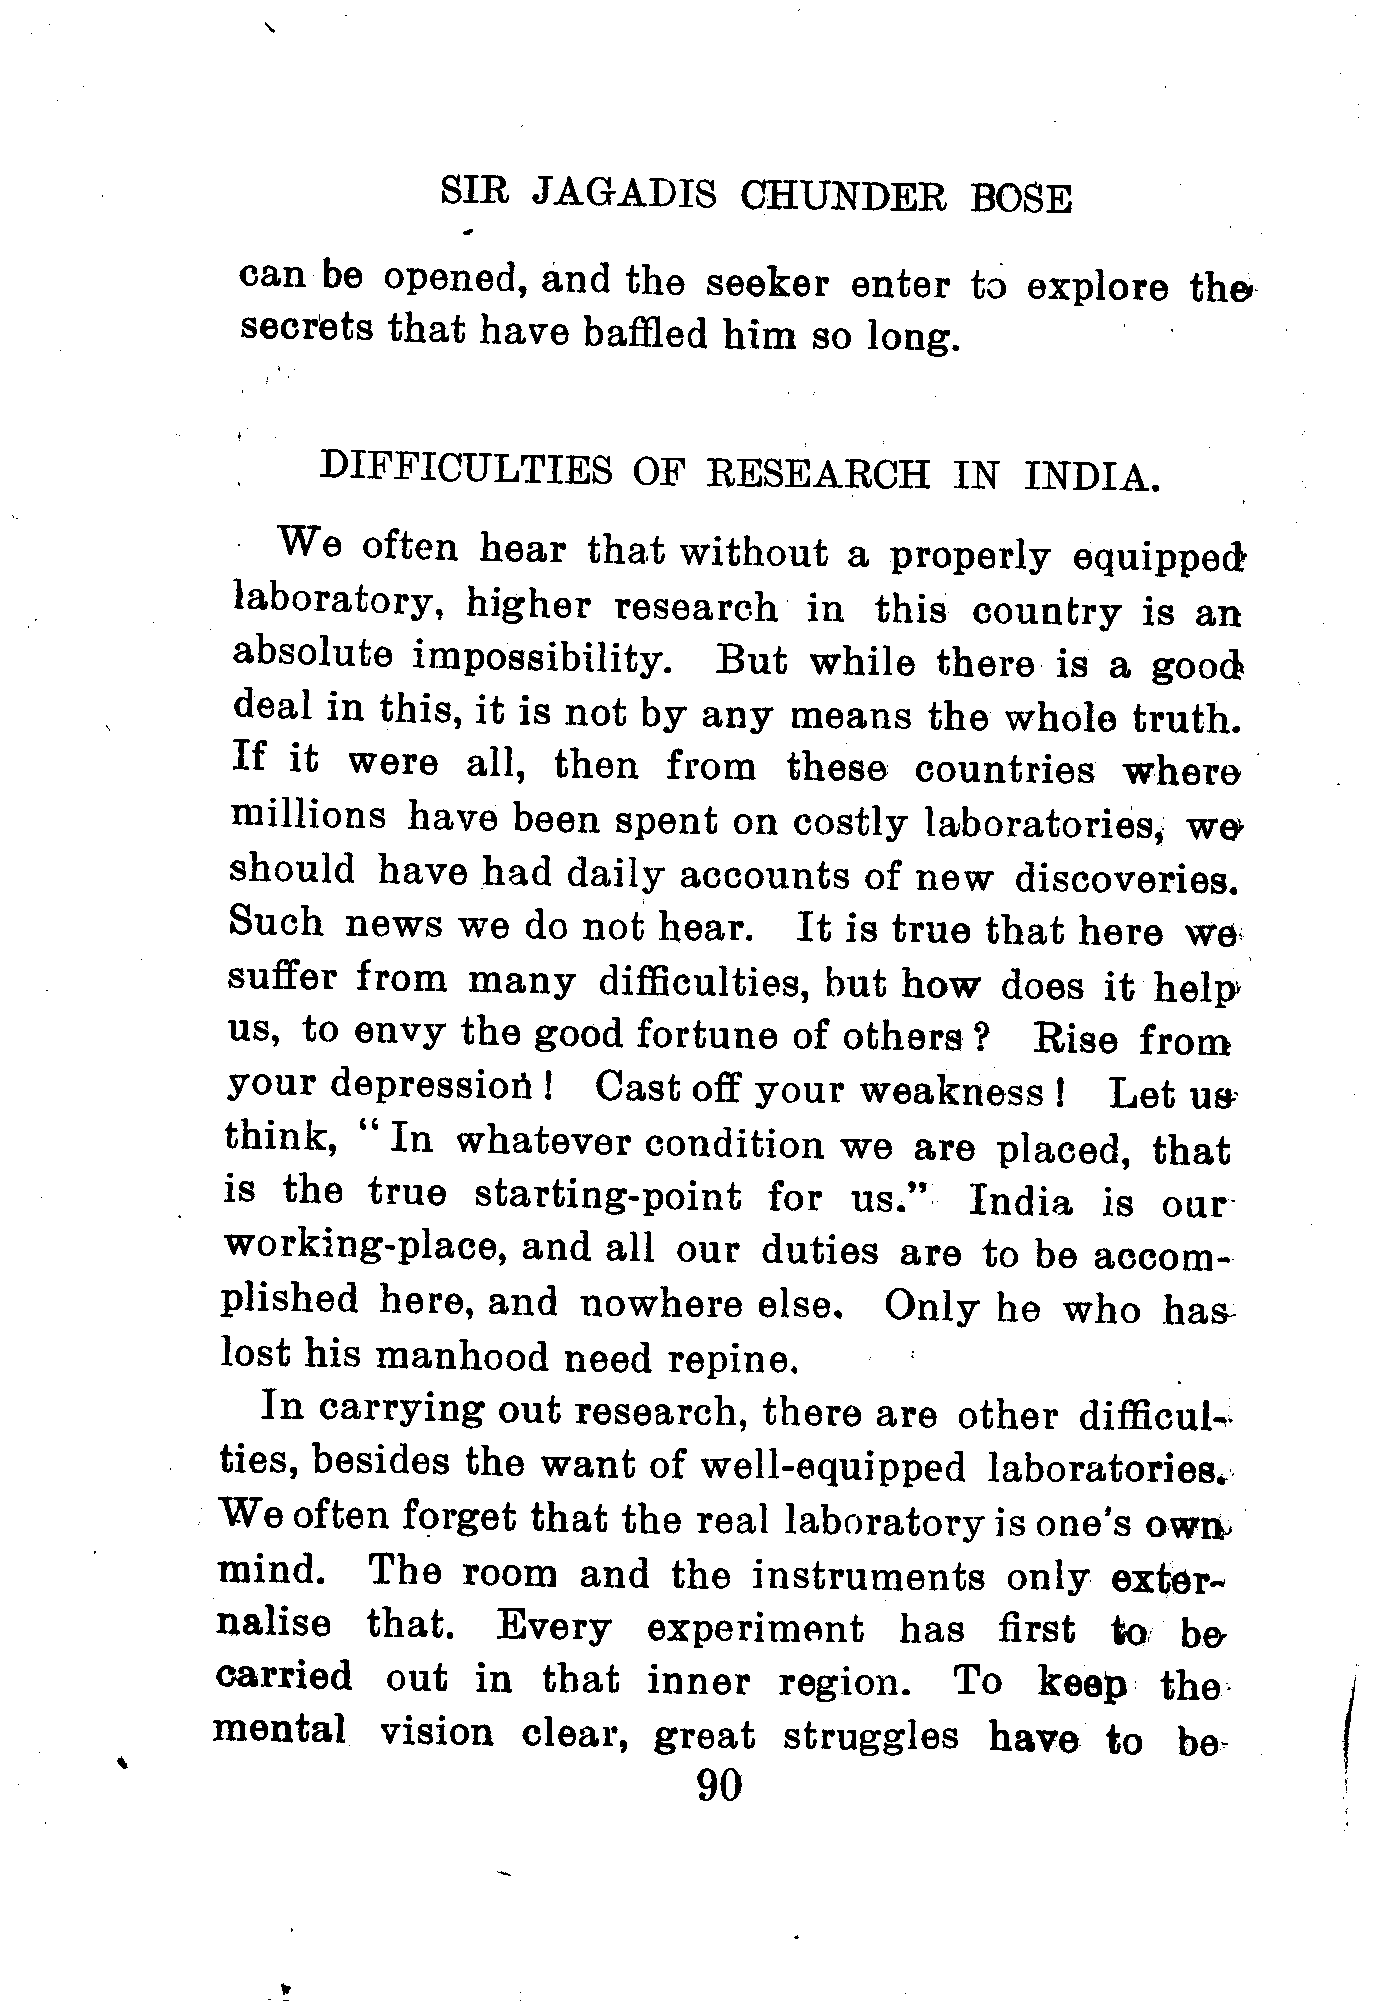 SIR JAGADIS CHUNDER BOSE
can be opened, and the seeker enter to explore the
secrets that have baffled him so long.
DIFFICULTIES OF RESEARCH IN INDIA.
We often hear that without a properly equipped
laboratory, higher research in this country is an
absolute impossibility. But while there is a good
deal in this, it is not by any means the whole truth.
If it were all, then from these countries where
millions have been spent on costly laboratories, we
should have had daily accounts of new discoveries.
Such news we do not hear. It is true that here we
suffer from many difficulties, but how does it help
us, to envy the good fortune of others? Rise from
your depression! Cast off your weakness! Let us
think, "In whatever condition we are placed, that
is the true starting-point for us." India is our
working-place, and all our duties are to be accom-
plished here, and nowhere else. Only he who has
lost his manhood need repine.
In carrying out research, there are other difficul-
ties, besides the want of well-equipped laboratories.
We often forget that the real laboratory is one's own
mind. The room and the instruments only exter-
nalise that. Every experiment has first to be
carried out in that inner region. To keep the
mental vision clear, great struggles have to be
90